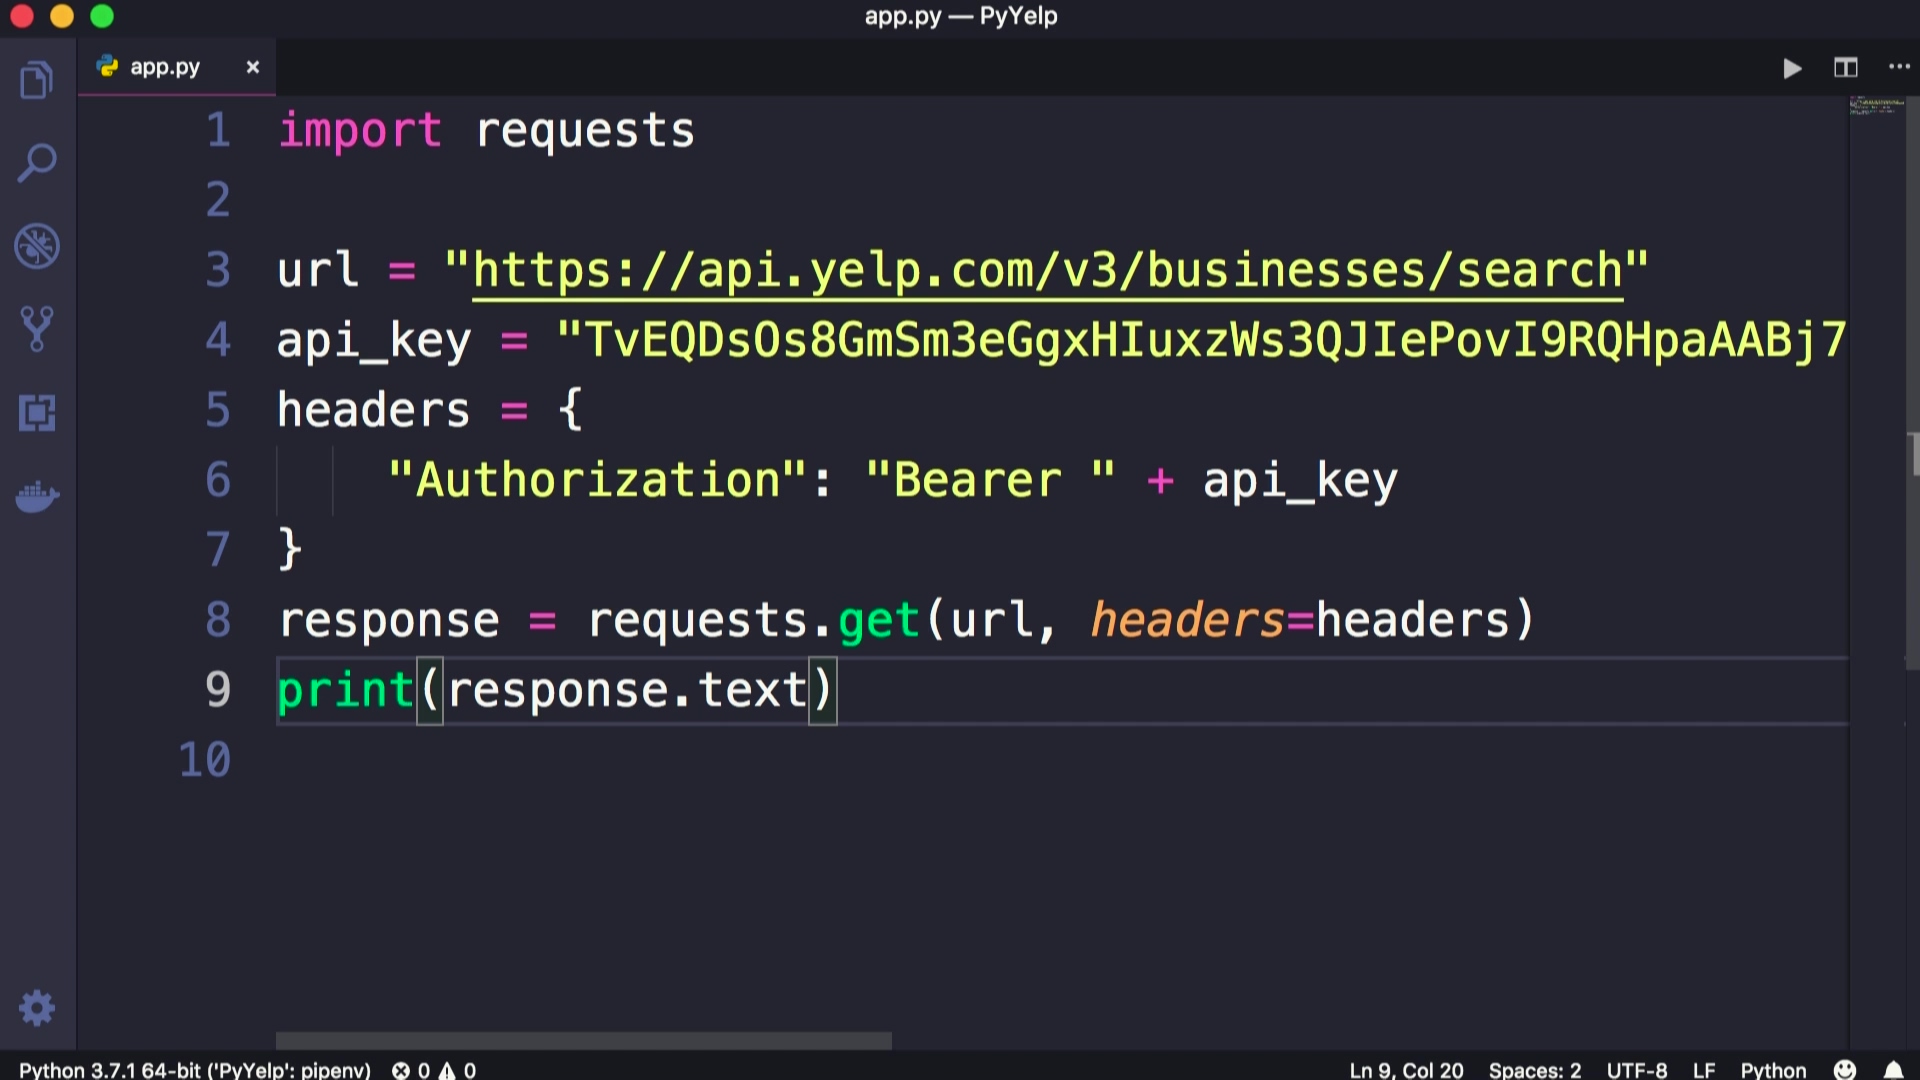 app.py — PyYelp
app.py ×
1 import requests
2
3 url = "https://api.yelp.com/v3/businesses/search"
4 api_key = "TvEQDsOs8GmSm3eGgxHIuxzWs3QJIePovI9RQHpaAABj7
5 headers = {
6 "Authorization": "Bearer " + api_key
7 }
8 response = requests.get(url, headers=headers)
9 print(response.text)
10
Python 3.7.1 64-bit ('PyYelp': pipenv) 0 0 Ln 9, Col 20 Spaces: 2 UTF-8 LF Python